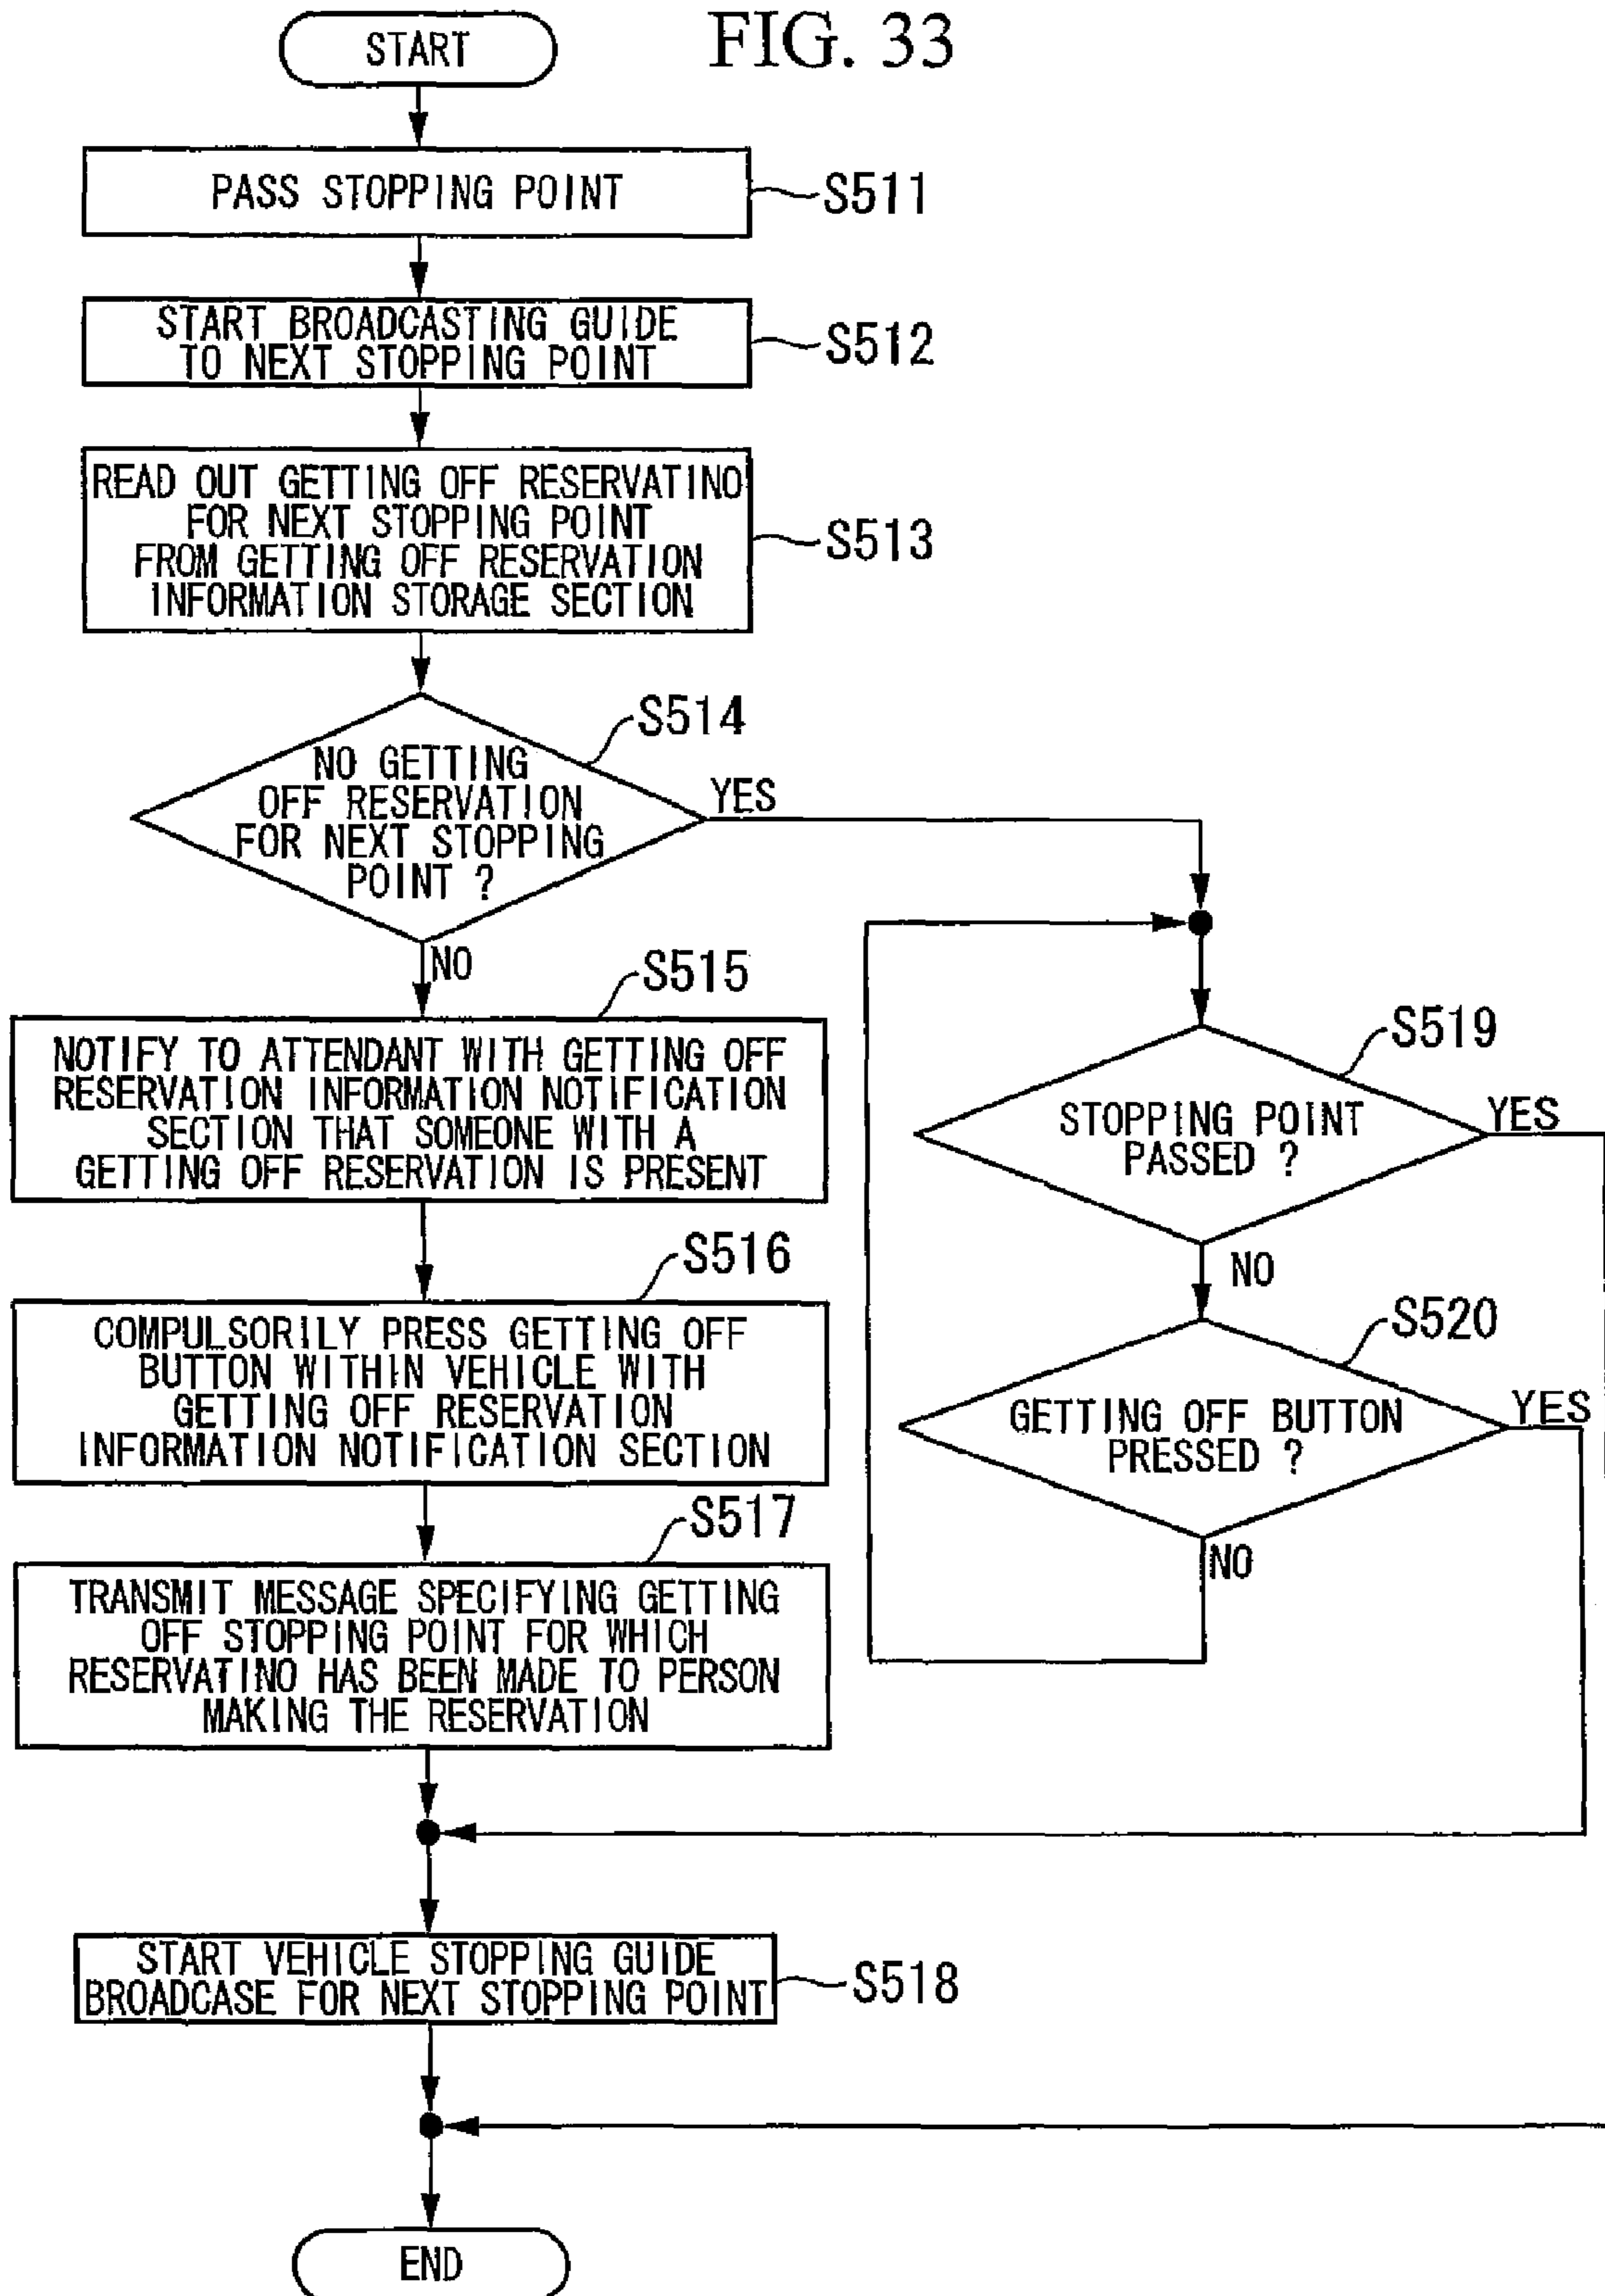 FIG. 33
START
PASS STOPPING POINT
S511
START BROADCASTING GUIDE
TO NEXT STOPPING POINT
S512
READ OUT GETTING OFF RESERVATINO
FOR NEXT STOPPING POINT
FROM GETTING OFF RESERVATION
INFORMATION STORAGE SECTION
S513
S514
NO GETTING
OFF RESERVATION
FOR NEXT STOPPING
POINT ?
YES
NO
S515
NOTIFY TO ATTENDANT WITH GETTING OFF
RESERVATION INFORMATION NOTIFICATION
SECTION THAT SOMEONE WITH A
GETTING OFF RESERVATION IS PRESENT
S516
COMPULSORILY PRESS GETTING OFF
BUTTON WITHIN VEHICLE WITH
GETTING OFF RESERVATION
INFORMATION NOTIFICATION SECTION
S517
TRANSMIT MESSAGE SPECIFYING GETTING
OFF STOPPING POINT FOR WHICH
RESERVATINO HAS BEEN MADE TO PERSON
MAKING THE RESERVATION
S519
STOPPING POINT
PASSED ?
YES
NO
S520
GETTING OFF BUTTON
PRESSED ?
YES
NO
START VEHICLE STOPPING GUIDE
BROADCASE FOR NEXT STOPPING POINT
S518
END